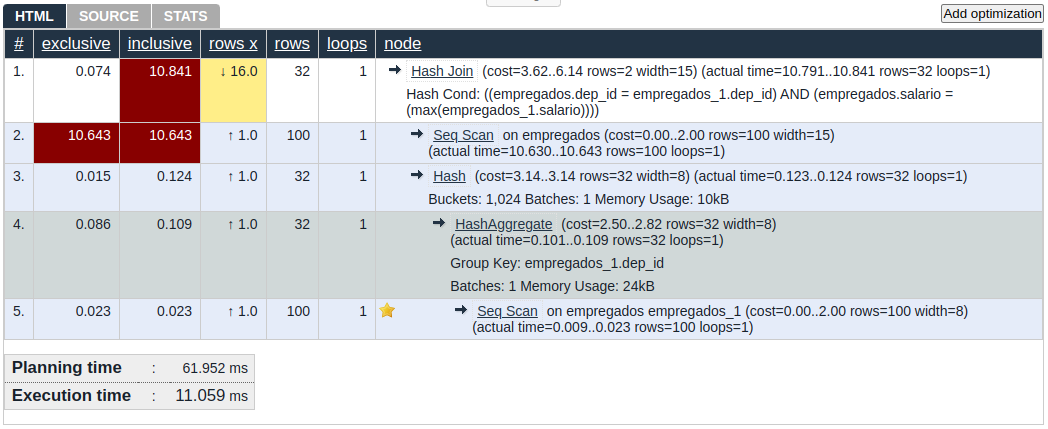 HTML SOURCE STATS Add optimization
# exclusive inclusive rows x rows loops node
1. 0.074 10.841 ↓ 16.0 32 1 → Hash Join (cost=3.62..6.14 rows=2 width=15) (actual time=10.791..10.841 rows=32 loops=1)
Hash Cond: ((empregados.dep_id = empregados_1.dep_id) AND (empregados.salario =
(max(empregados_1.salario))))
2. 10.643 10.643 ↑ 1.0 100 1 → Seq Scan on empregados (cost=0.00..2.00 rows=100 width=15)
(actual time=10.630..10.643 rows=100 loops=1)
3. 0.015 0.124 ↑ 1.0 32 1 → Hash (cost=3.14..3.14 rows=32 width=8) (actual time=0.123..0.124 rows=32 loops=1)
Buckets: 1,024 Batches: 1 Memory Usage: 10kB
4. 0.086 0.109 ↑ 1.0 32 1 → HashAggregate (cost=2.50..2.82 rows=32 width=8)
(actual time=0.101..0.109 rows=32 loops=1)
Group Key: empregados_1.dep_id
Batches: 1 Memory Usage: 24kB
5. 0.023 0.023 ↑ 1.0 100 1 → Seq Scan on empregados empregados_1 (cost=0.00..2.00 rows=100 width=8)
(actual time=0.009..0.023 rows=100 loops=1)
Planning time : 61.952 ms
Execution time : 11.059 ms